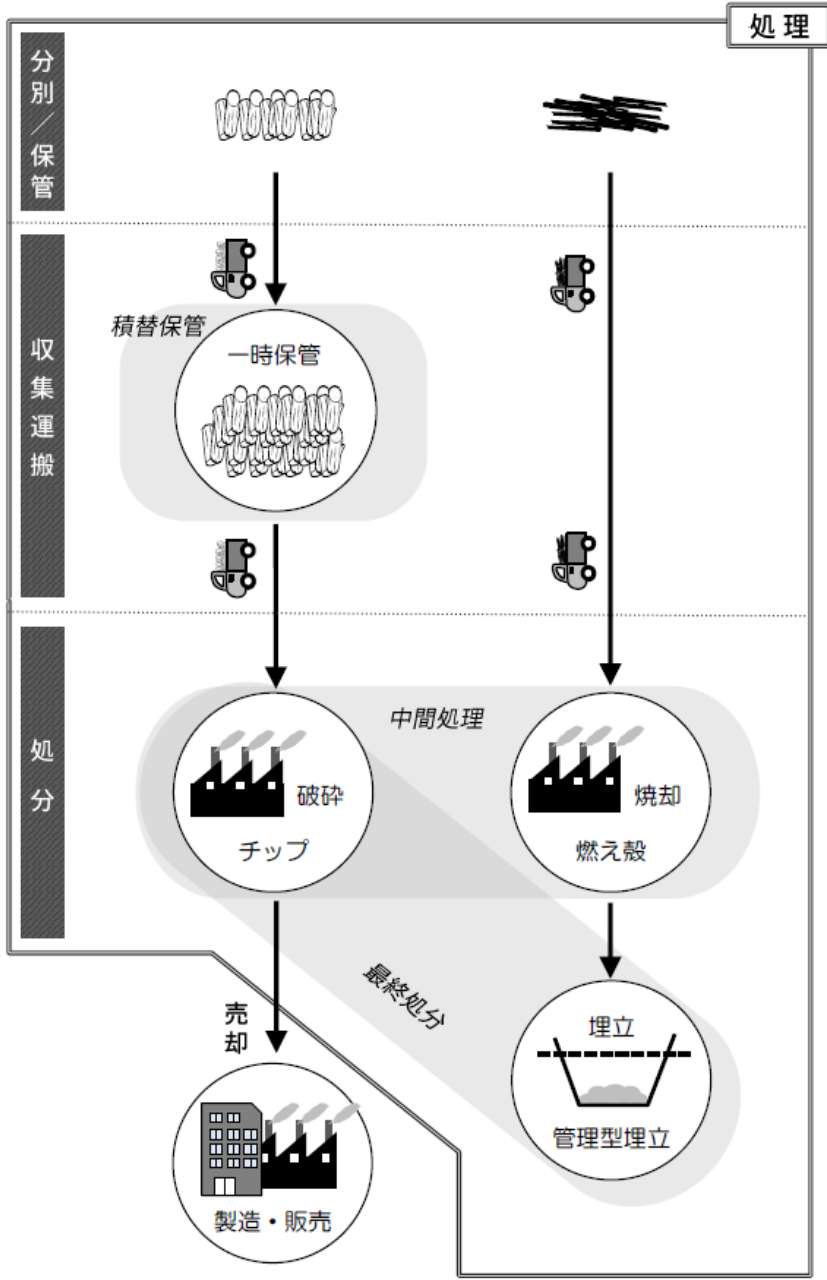 処理
分別／保管
収集運搬
積替保管
一時保管
処分
中間処理
破砕
チップ
焼却
燃え殻
最終処分
売却
埋立
管理型埋立
製造・販売